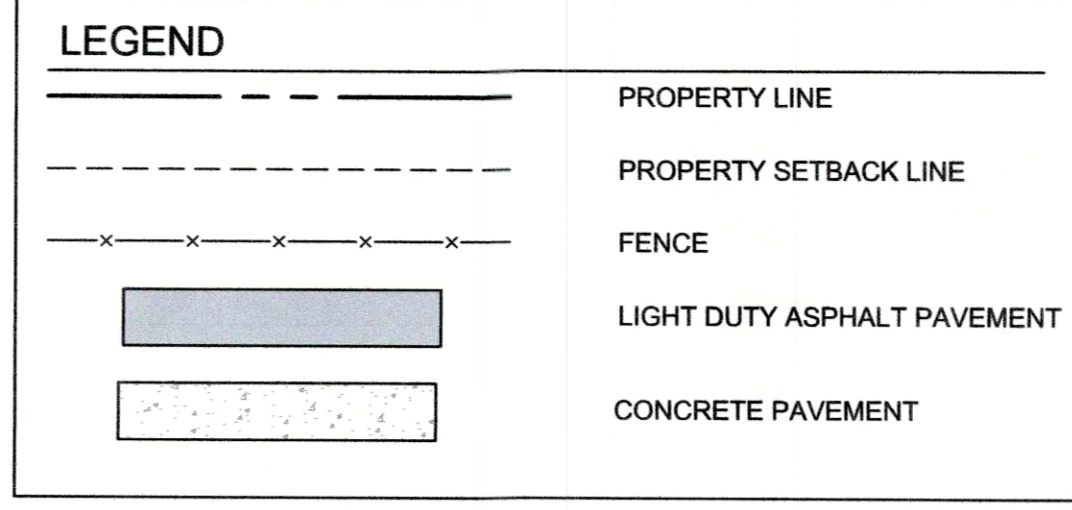 LEGEND
PROPERTY LINE
PROPERTY SETBACK LINE
FENCE
LIGHT DUTY ASPHALT PAVEMENT
CONCRETE PAVEMENT